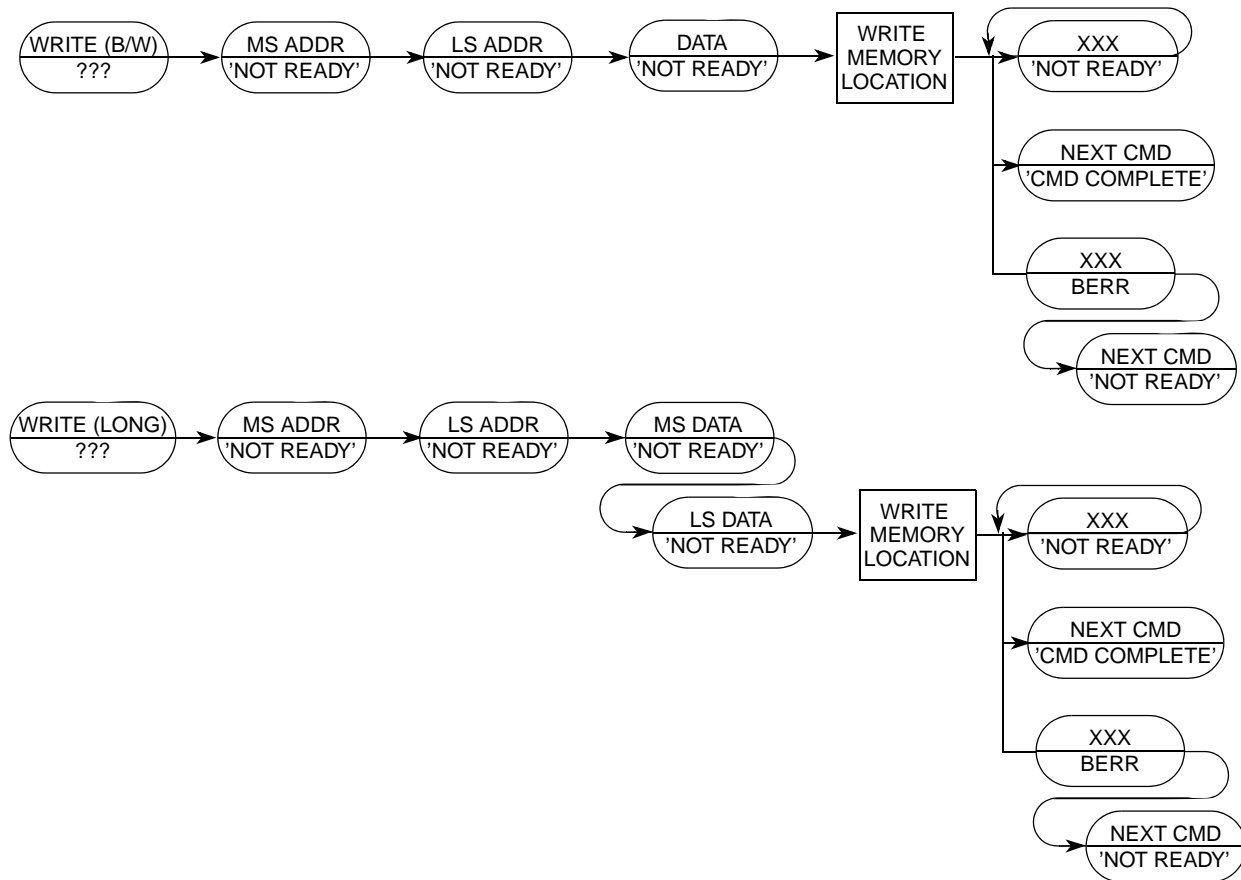 WRITE (B/W)
???
MS ADDR
'NOT READY'
LS ADDR
'NOT READY'
DATA
'NOT READY'
WRITE
MEMORY
LOCATION
XXX
'NOT READY'
NEXT CMD
'CMD COMPLETE'
XXX
BERR
NEXT CMD
'NOT READY'
WRITE (LONG)
???
MS ADDR
'NOT READY'
LS ADDR
'NOT READY'
MS DATA
'NOT READY'
LS DATA
'NOT READY'
WRITE
MEMORY
LOCATION
XXX
'NOT READY'
NEXT CMD
'CMD COMPLETE'
XXX
BERR
NEXT CMD
'NOT READY'